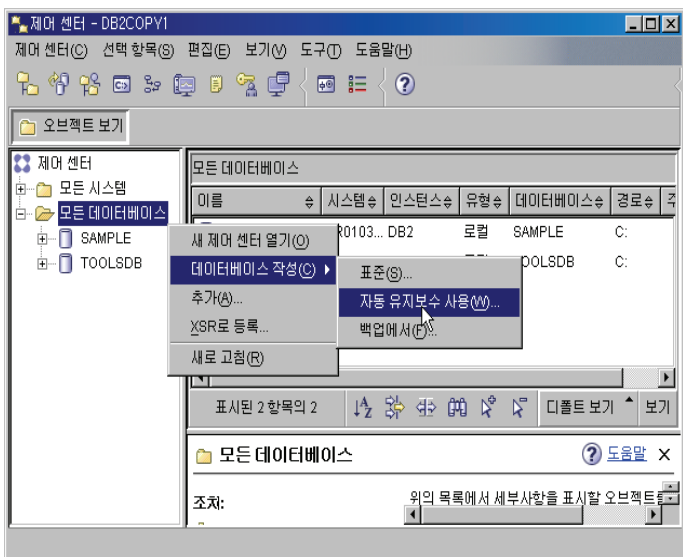 제어 센터 - DB2COPY1
제어 센터(C) 선택 항목(S) 편집(E) 보기(V) 도구(T) 도움말(H)
오브젝트 보기
제어 센터
모든 시스템
모든 데이터베이스
SAMPLE
TOOLSDB
모든 데이터베이스
이름 시스템 인스턴스 유형 데이터베이스 경로
R0103... DB2 로컬 SAMPLE C:
OOLSDB C:
새 제어 센터 열기(O)
데이터베이스 작성(C)
추가(A)...
XSR로 등록...
새로 고침(R)
표준(S)...
자동 유지보수 사용(W)...
백업에서(F)...
표시된 2 항목의 2 디폴트 보기 보기
모든 데이터베이스 도움말
조치: 위의 목록에서 세부사항을 표시할 오브젝트를